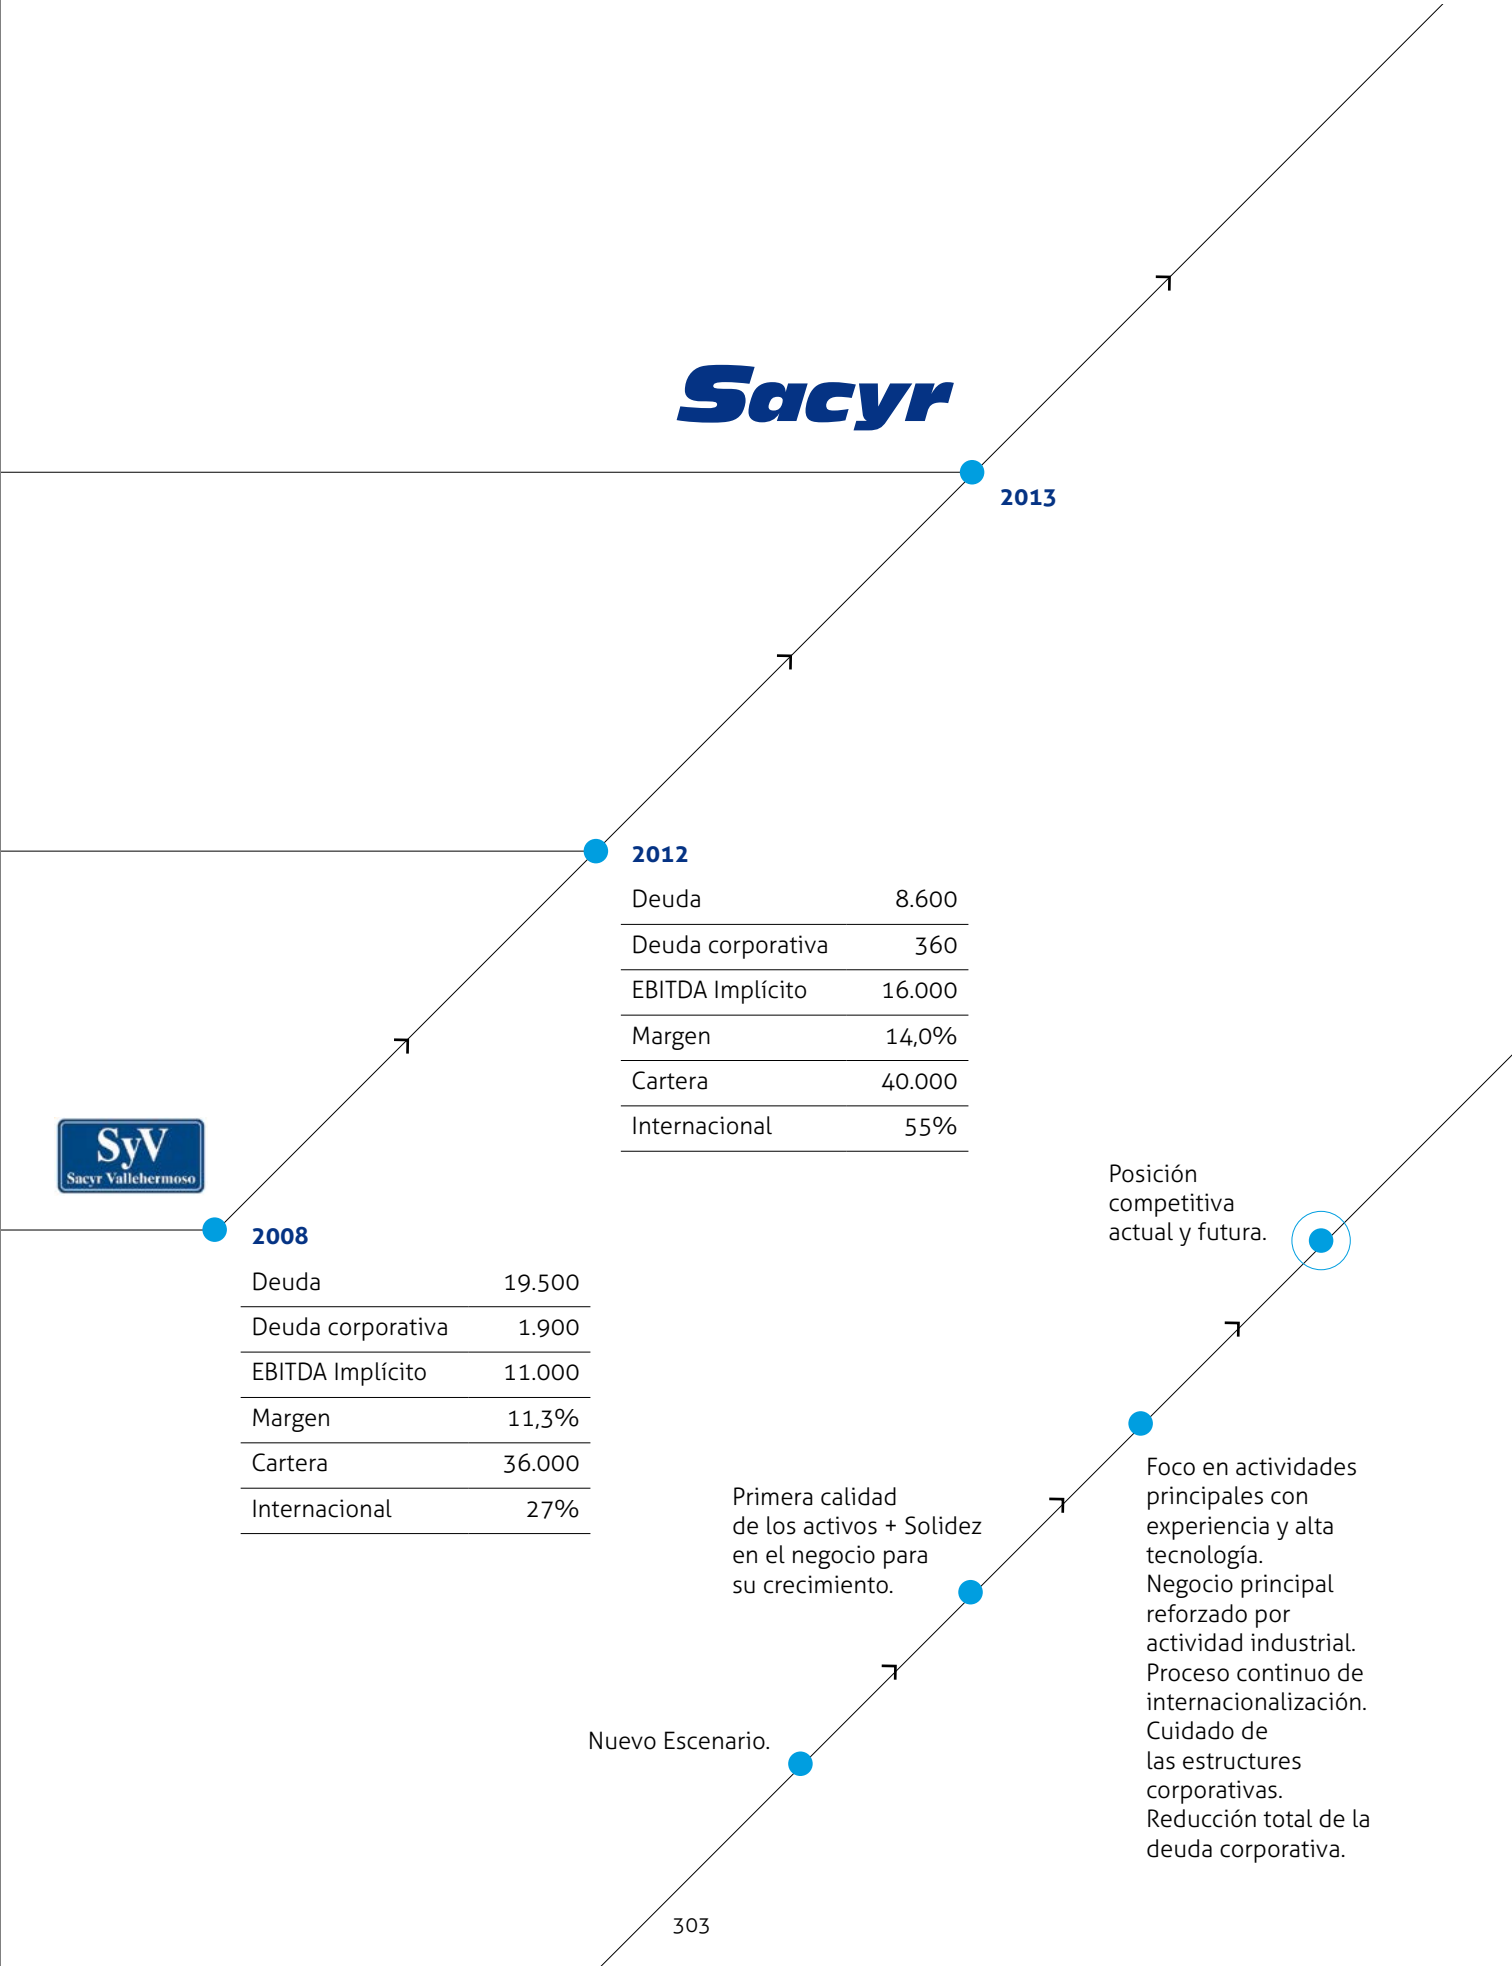 Sacyr
2013
2012
Deuda 8.600
Deuda corporativa 360
EBITDA Implícito 16.000
Margen 14,0%
Cartera 40.000
Internacional 55%
SyV
Sacyr Vallehermoso
2008
Deuda 19.500
Deuda corporativa 1.900
EBITDA Implícito 11.000
Margen 11,3%
Cartera 36.000
Internacional 27%
Posición
competitiva
actual y futura.
Foco en actividades
principales con
experiencia y alta
tecnología.
Negocio principal
reforzado por
actividad industrial.
Proceso continuo de
internacionalización.
Cuidado de
las estructures
corporativas.
Reducción total de la
deuda corporativa.
Primera calidad
de los activos + Solidez
en el negocio para
su crecimiento.
Nuevo Escenario.
303